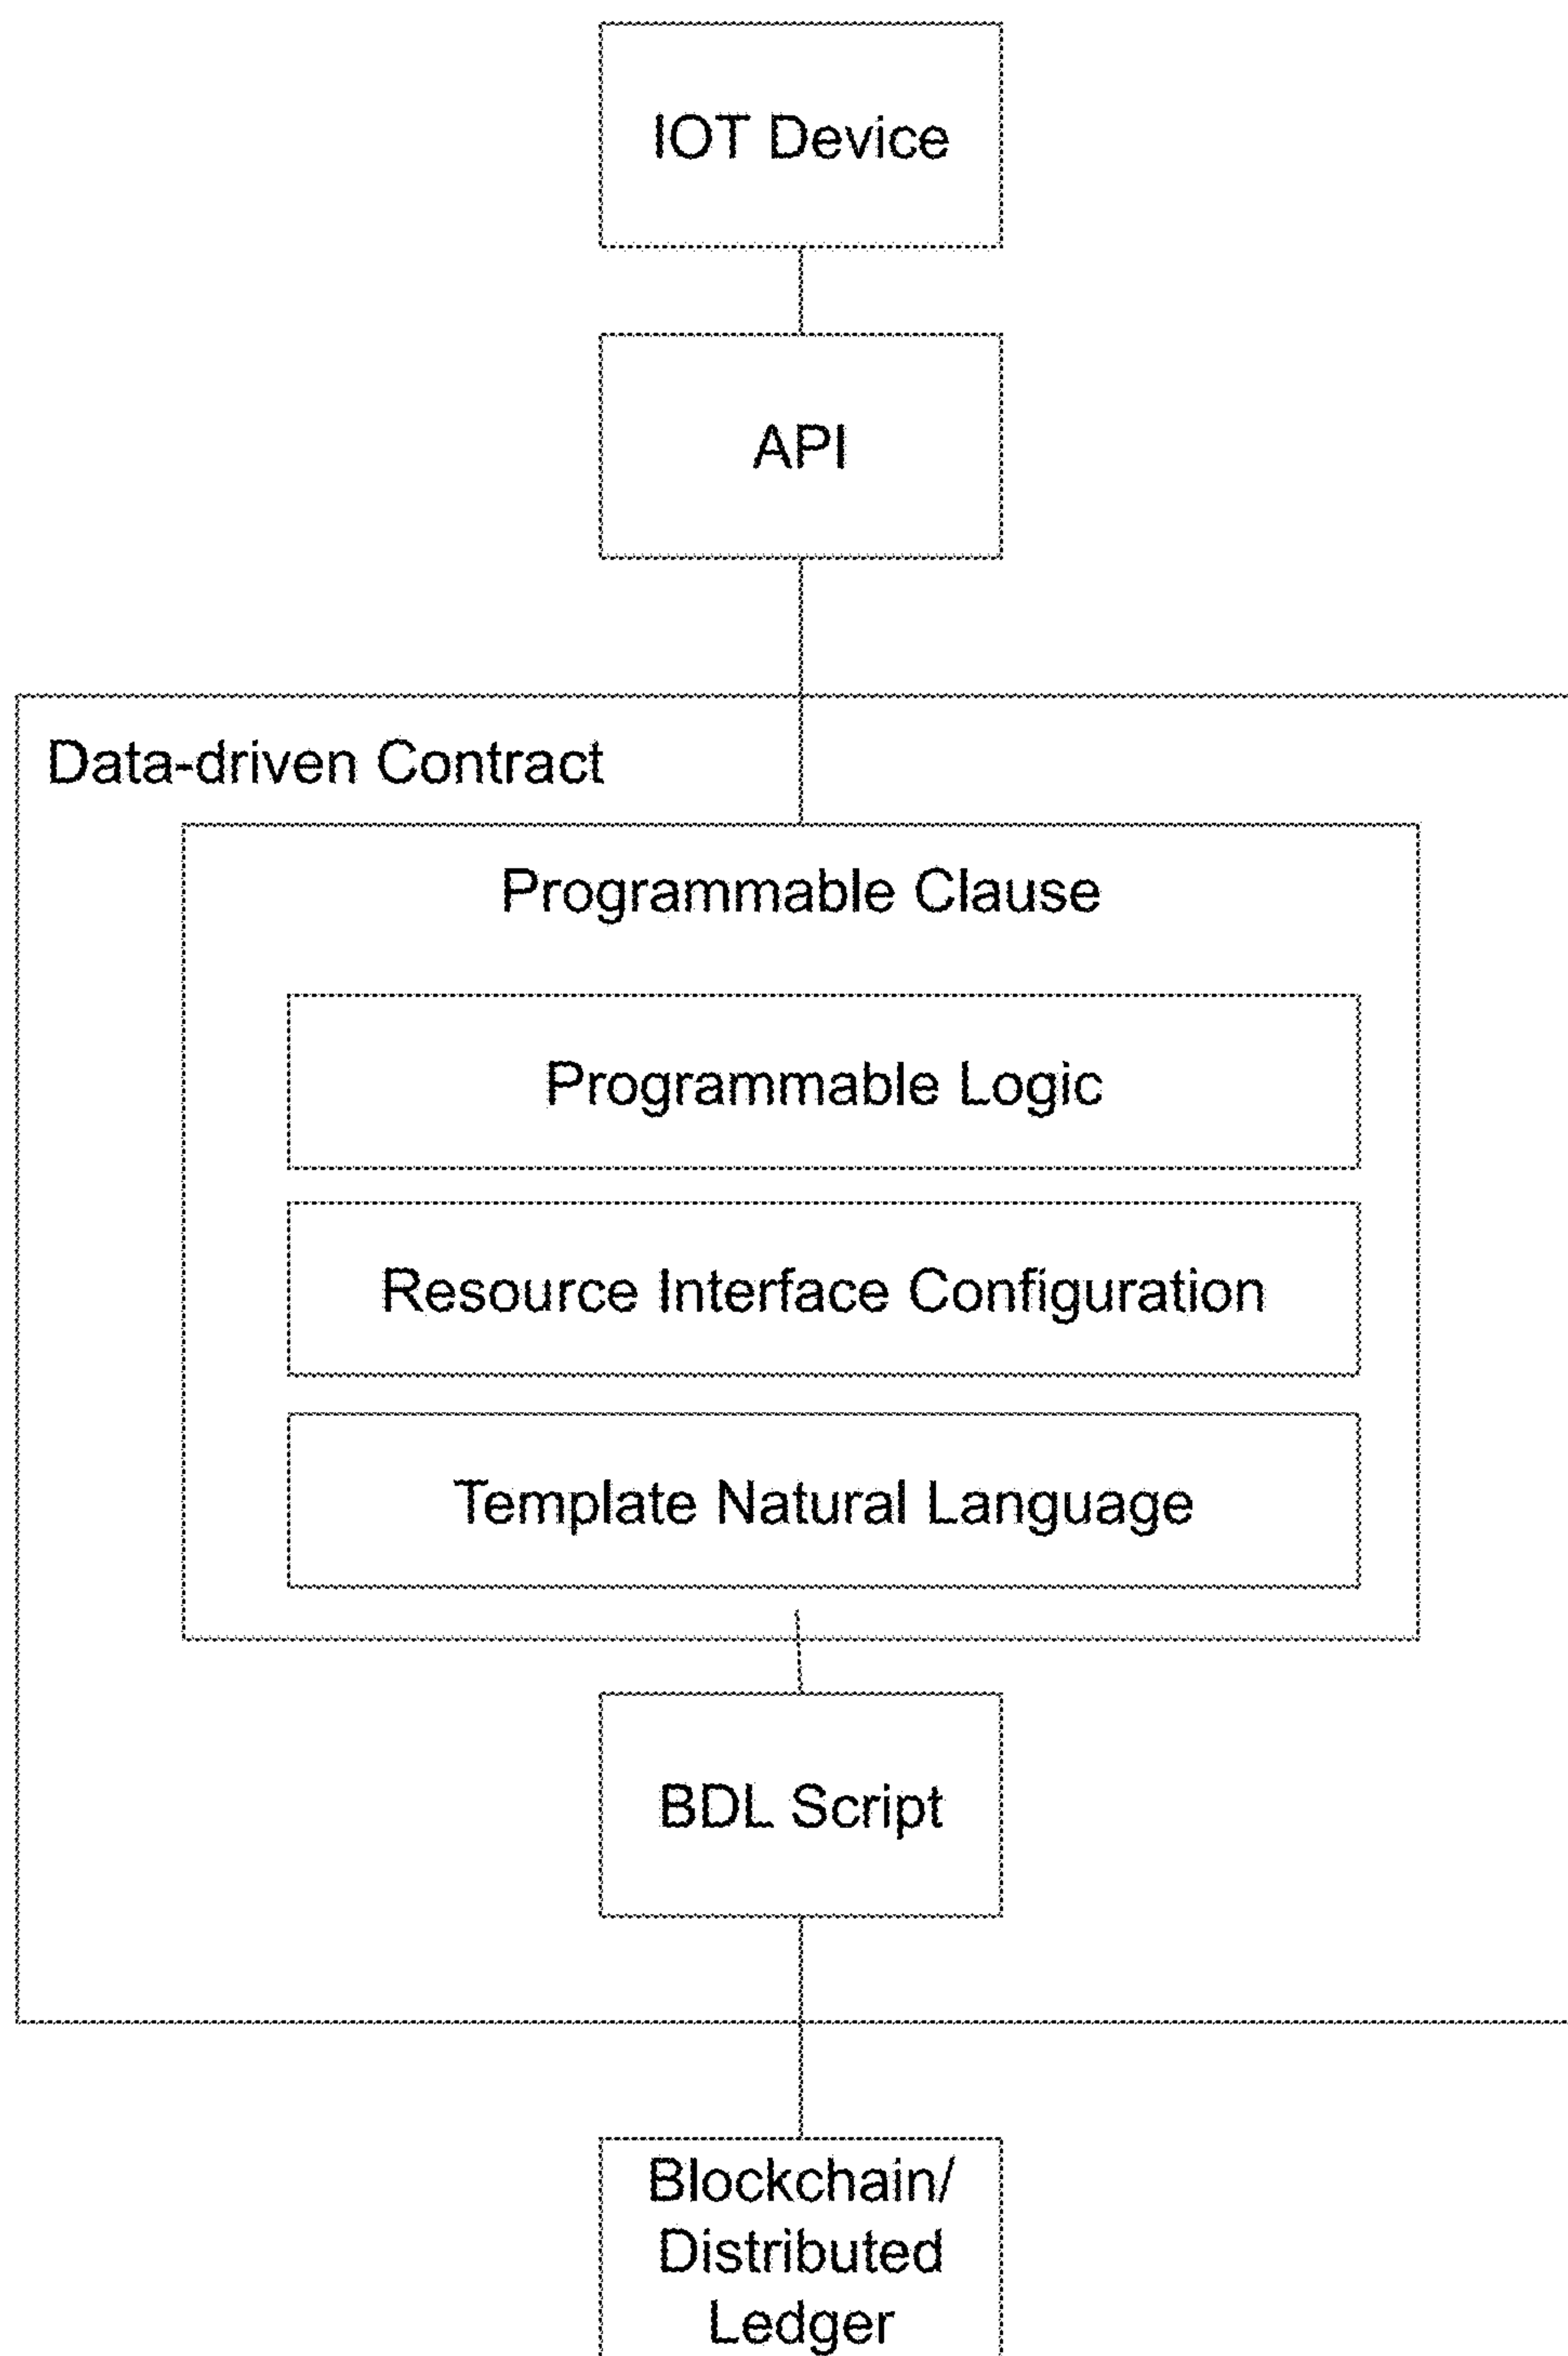 IOT Device
API
Data-driven Contract
Programmable Clause
Programmable Logic
Resource Interface Configuration
Template Natural Language
BDL Script
Blockchain/
Distributed
Ledger